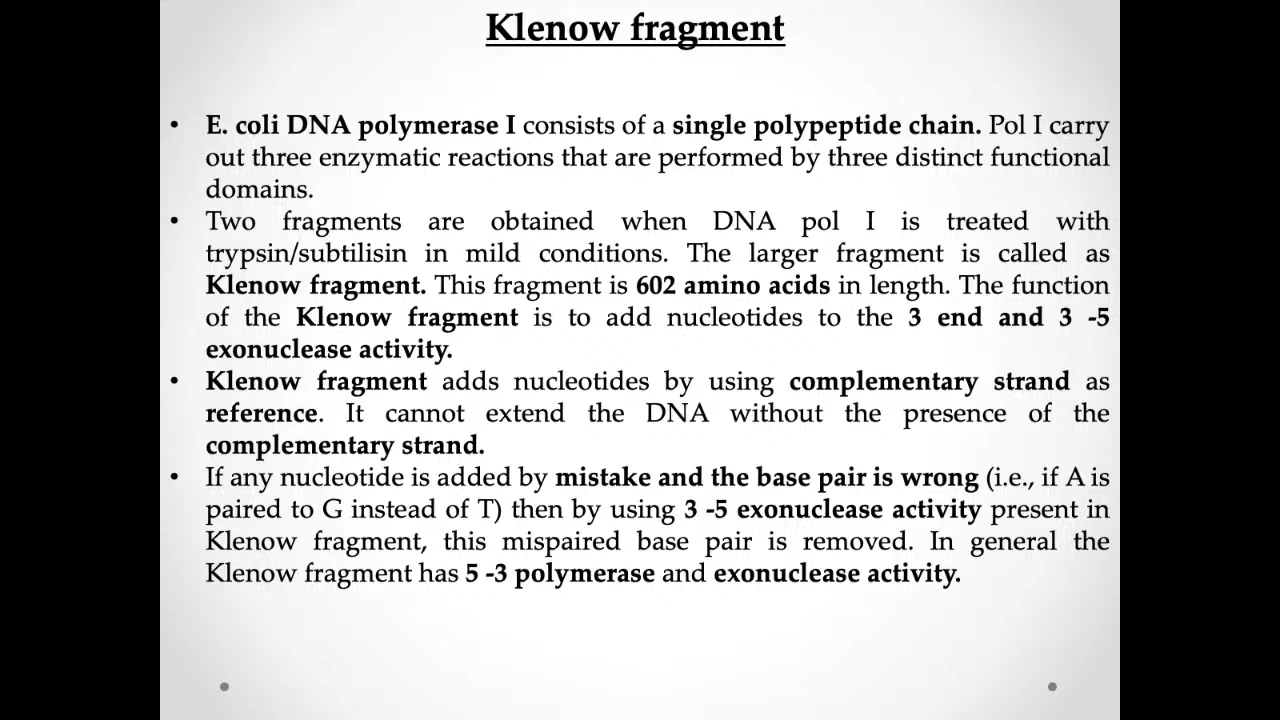 Klenow fragment
• E. coli DNA polymerase I consists of a single polypeptide chain. Pol I carry
out three enzymatic reactions that are performed by three distinct functional
domains.
• Two fragments are obtained when DNA pol I is treated with
trypsin/subtilisin in mild conditions. The larger fragment is called as
Klenow fragment. This fragment is 602 amino acids in length. The function
of the Klenow fragment is to add nucleotides to the 3 end and 3 -5
exonuclease activity.
• Klenow fragment adds nucleotides by using complementary strand as
reference. It cannot extend the DNA without the presence of the
complementary strand.
• If any nucleotide is added by mistake and the base pair is wrong (i.e., if A is
paired to G instead of T) then by using 3 -5 exonuclease activity present in
Klenow fragment, this mispaired base pair is removed. In general the
Klenow fragment has 5 -3 polymerase and exonuclease activity.